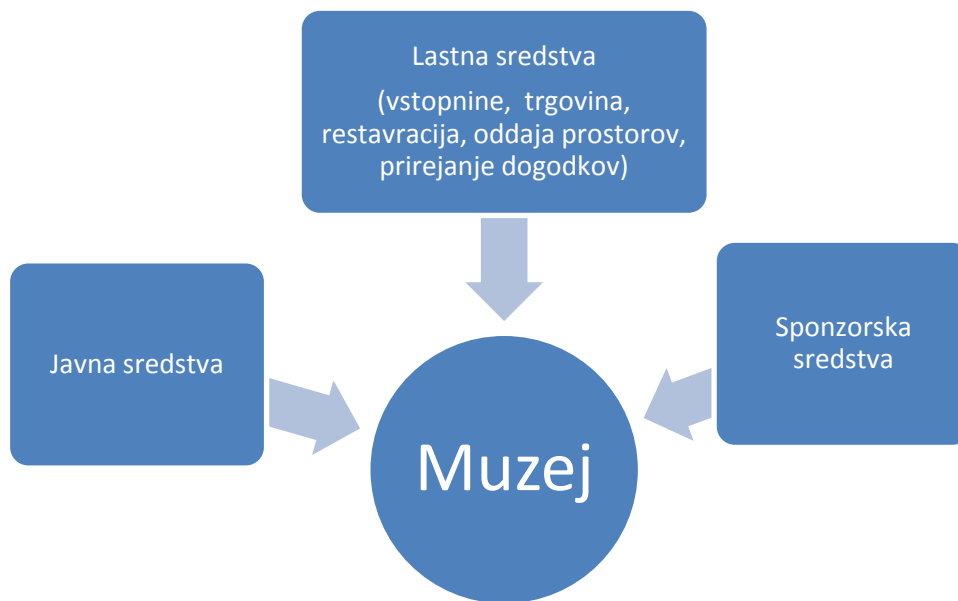 Lastna sredstva
(vstopnine, trgovina,
restavracija, oddaja prostorov,
prirejanje dogodkov)
Javna sredstva
Sponzorska
sredstva
Muzej